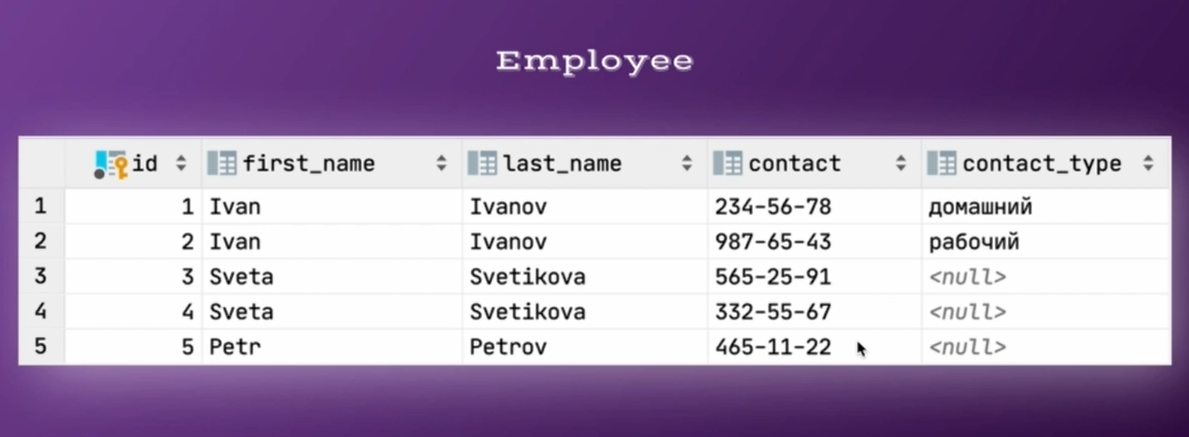 Employee
id first_name last_name contact contact_type
1 1 Ivan Ivanov 234-56-78 домашний
2 2 Ivan Ivanov 987-65-43 рабочий
3 3 Sveta Svetikova 565-25-91 <null>
4 4 Sveta Svetikova 332-55-67 <null>
5 5 Petr Petrov 465-11-22 <null>